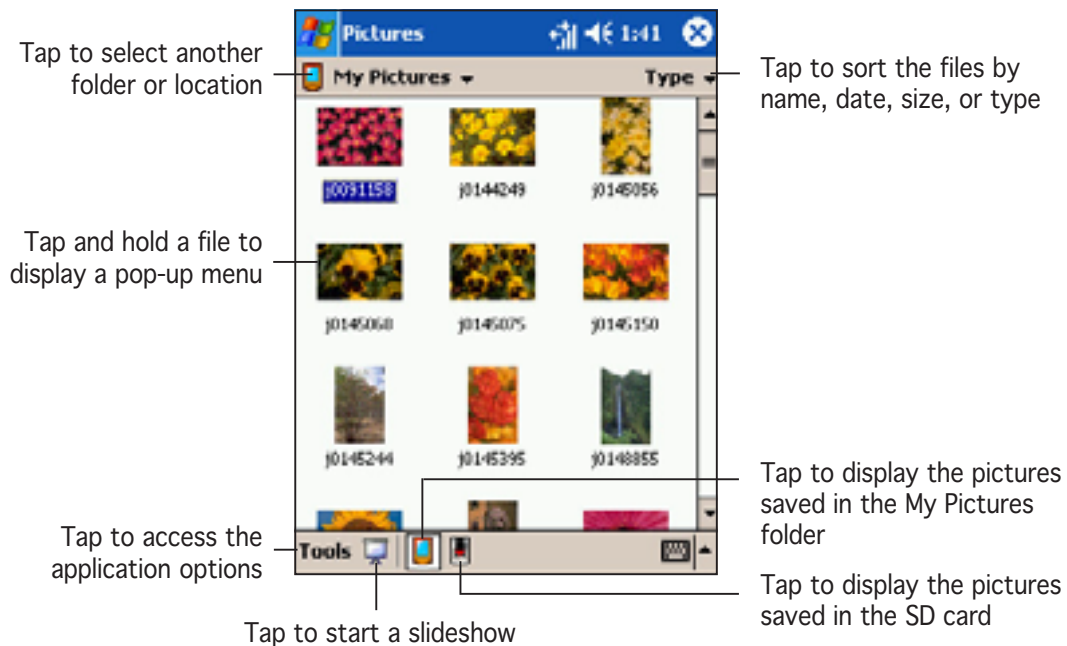 Pictures 1:41
Tap to select another
folder or location
My Pictures Type
Tap to sort the files by
name, date, size, or type
j0091158 j0144249 j0145056
Tap and hold a file to
display a pop-up menu
j0145068 j0145075 j0145150
j0145244 j0145395 j0148855
Tap to display the pictures
saved in the My Pictures
folder
Tap to access the
application options
Tools
Tap to display the pictures
saved in the SD card
Tap to start a slideshow